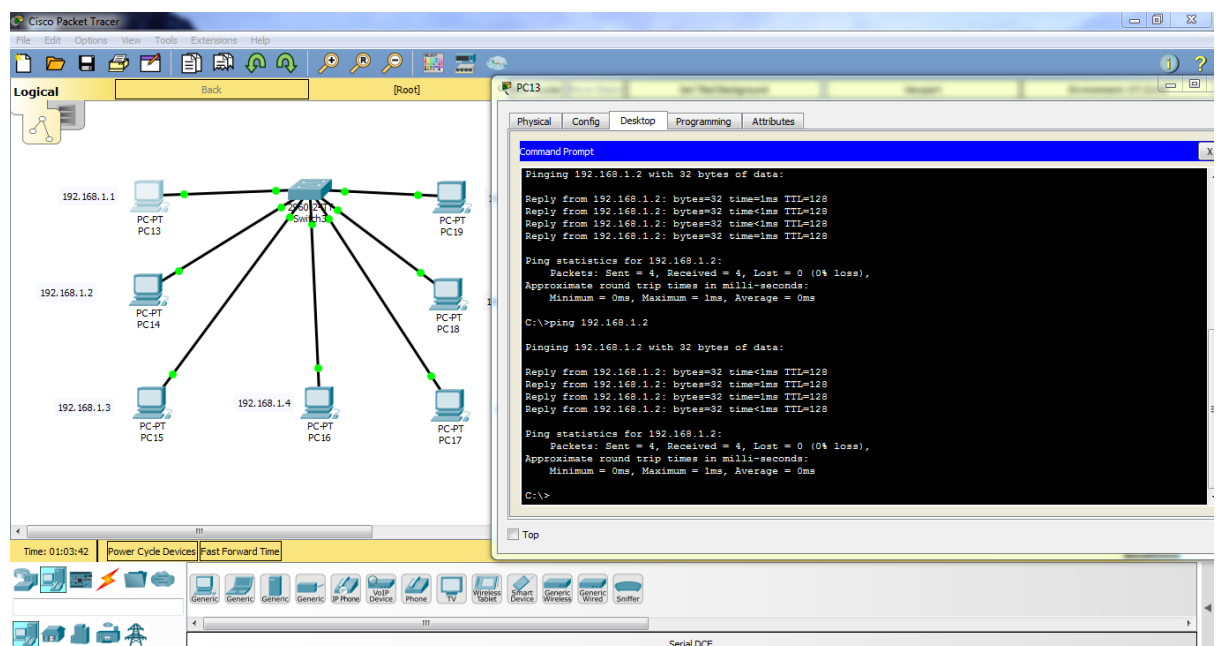 Cisco Packet Tracer
File Edit Options View Tools Extensions Help
Logical
Back
[Root]
192.168.1.1
PC-PT
PC13
2960-24TT
Switch3
PC-PT
PC19
192.168.1.2
PC-PT
PC14
PC-PT
PC18
192.168.1.3
PC-PT
PC15
192.168.1.4
PC-PT
PC16
PC-PT
PC17
PC13
Physical Config Desktop Programming Attributes
Command Prompt
X
Pinging 192.168.1.2 with 32 bytes of data:
Reply from 192.168.1.2: bytes=32 time=1ms TTL=128
Reply from 192.168.1.2: bytes=32 time<1ms TTL=128
Reply from 192.168.1.2: bytes=32 time=1ms TTL=128
Reply from 192.168.1.2: bytes=32 time=1ms TTL=128
Ping statistics for 192.168.1.2:
Packets: Sent = 4, Received = 4, Lost = 0 (0% loss),
Approximate round trip times in milli-seconds:
Minimum = 0ms, Maximum = 1ms, Average = 0ms
C:\>ping 192.168.1.2
Pinging 192.168.1.2 with 32 bytes of data:
Reply from 192.168.1.2: bytes=32 time<1ms TTL=128
Reply from 192.168.1.2: bytes=32 time=1ms TTL=128
Reply from 192.168.1.2: bytes=32 time<1ms TTL=128
Reply from 192.168.1.2: bytes=32 time<1ms TTL=128
Ping statistics for 192.168.1.2:
Packets: Sent = 4, Received = 4, Lost = 0 (0% loss),
Approximate round trip times in milli-seconds:
Minimum = 0ms, Maximum = 1ms, Average = 0ms
C:\>
Top
Time: 01:03:42
Power Cycle Devices
Fast Forward Time
Generic
Generic
Generic
Generic
IP Phone
VoIP Device
Phone
TV
Wireless Tablet
Smart Device
Generic Wireless
Generic Wired
Sniffer
Serial DCE